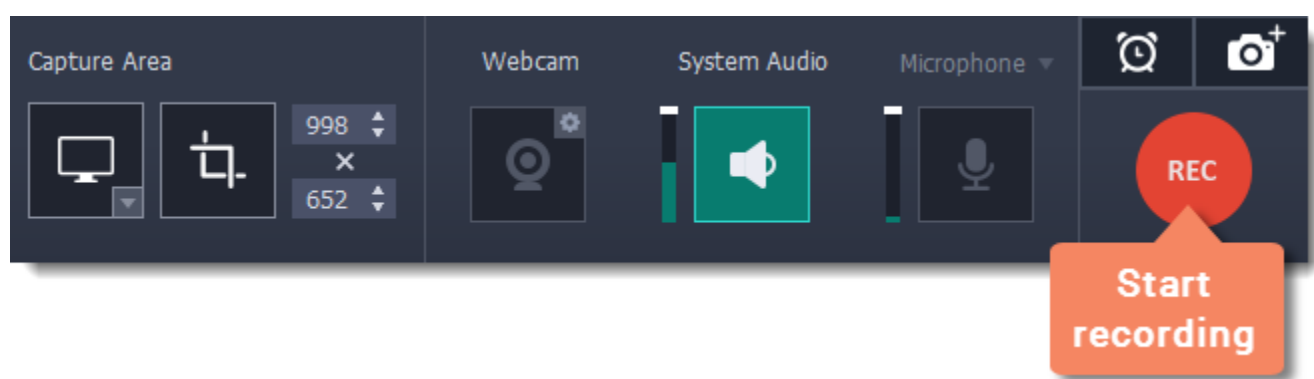 Capture Area
Webcam
System Audio
Microphone
998
×
652
REC
Start
recording